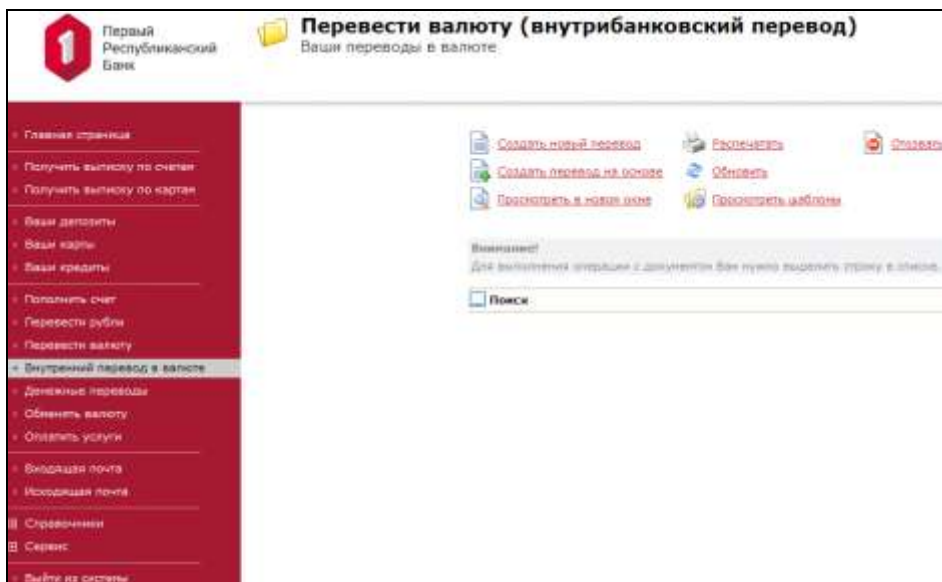 Первый
Республиканский
Банк
Перевести валюту (внутрибанковский перевод)
Ваши переводы в валюте
Главная страница
Получить выписку по счетам
Получить выписку по картам
Ваши депозиты
Ваши карты
Ваши кредиты
Пополнить счет
Перевести рубли
Перевести валюту
Внутренний перевод в валюте
Денежные переводы
Обменять валюту
Оплатить услуги
Входящая почта
Исходящая почта
Справочники
Сервис
Выйти из системы
Создать новый перевод
Распечатать
Создать перевод на основе
Обновить
Просмотреть в новом окне
Просмотреть шаблоны
Внимание!
Для выполнения операции с документом Вам нужно выделить строку в списке.
Поиск